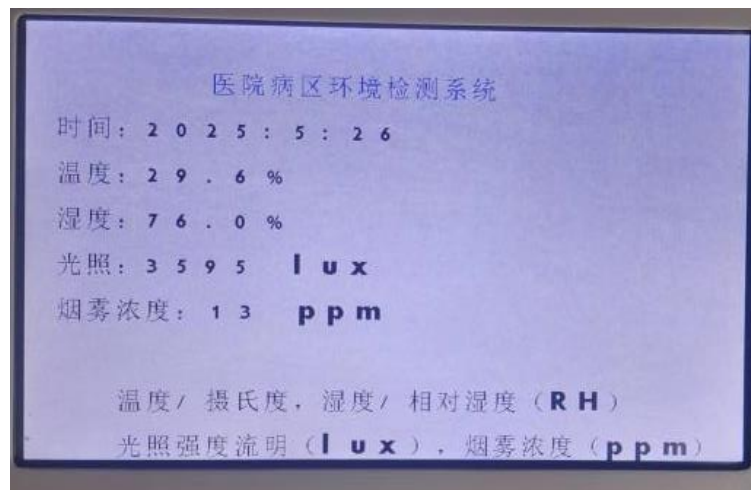 医院病区环境检测系统
时间：2025：5：26
温度：29.6%
湿度：76.0%
光照：3595 lux
烟雾浓度：13 ppm
温度/摄氏度，湿度/相对湿度（RH）
光照强度流明（lux），烟雾浓度（ppm）